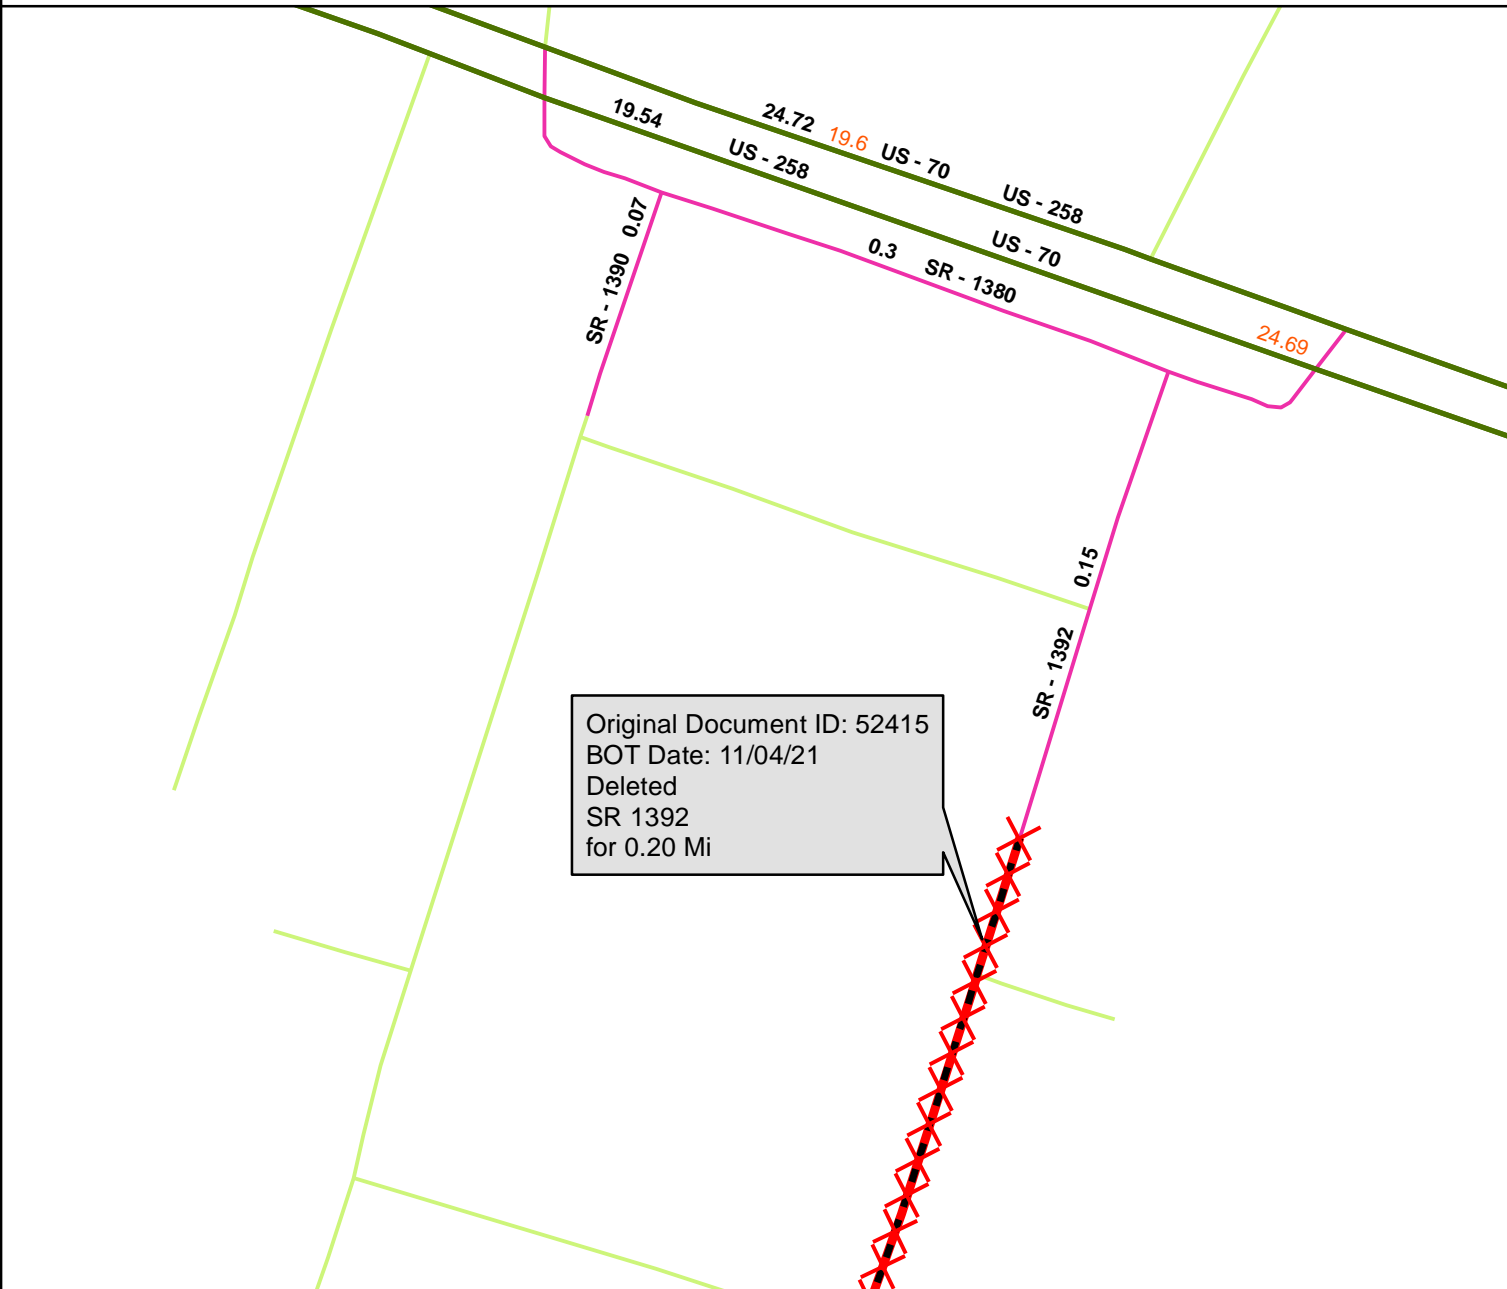 19.54
24.72
19.6
US - 70
US - 258
US - 258
US - 70
0.3
SR - 1380
24.69
SR - 1390
0.07
0.15
SR - 1392
Original Document ID: 52415
BOT Date: 11/04/21
Deleted
SR 1392
for 0.20 Mi